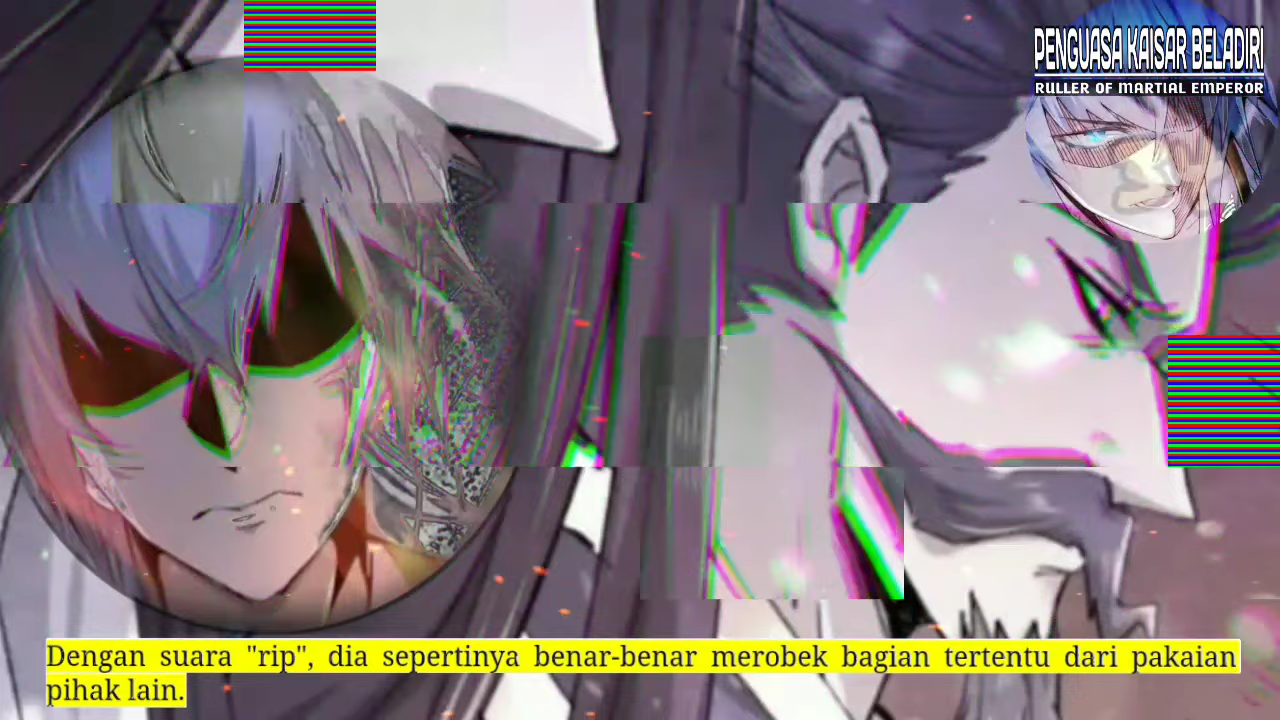 PENGUASA KAISAR BELADIRI
RULLER OF MARTIAL EMPEROR
Dengan suara "rip", dia sepertinya benar-benar merobek bagian tertentu dari pakaian
pihak lain.